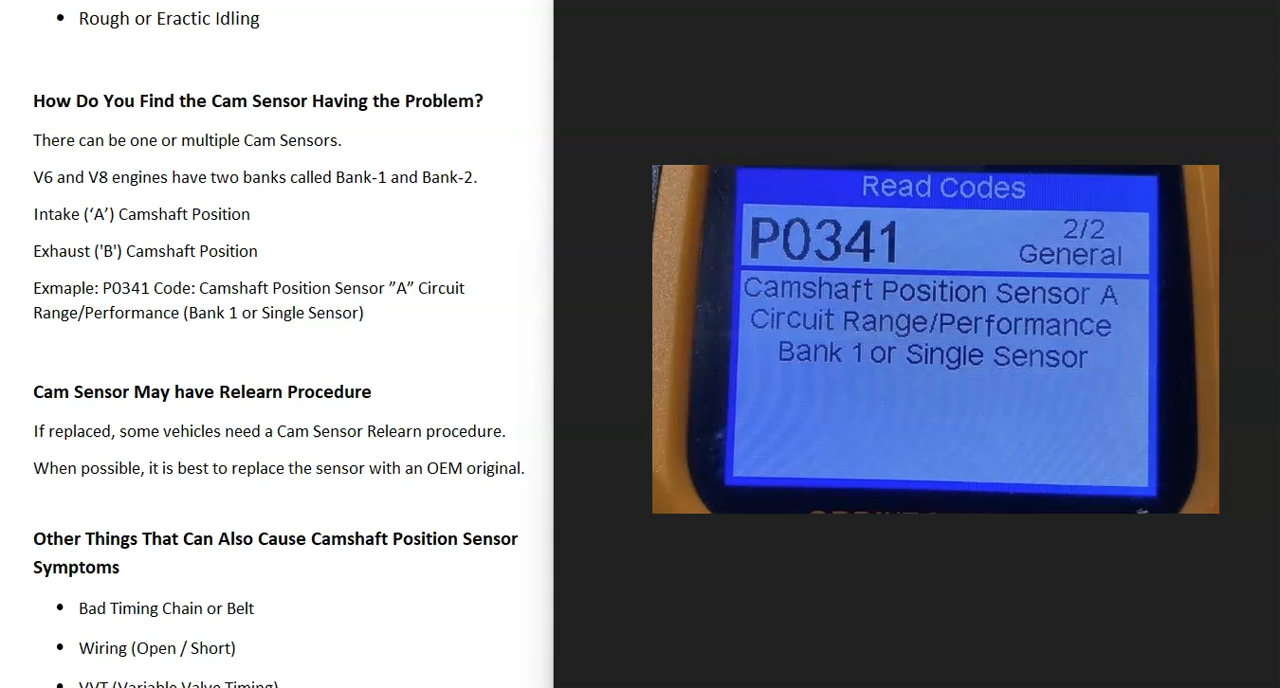 • Rough or Eractic Idling
How Do You Find the Cam Sensor Having the Problem?
There can be one or multiple Cam Sensors.
V6 and V8 engines have two banks called Bank-1 and Bank-2.
Intake (‘A’) Camshaft Position
Exhaust ('B') Camshaft Position
Exmaple: P0341 Code: Camshaft Position Sensor ”A” Circuit
Range/Performance (Bank 1 or Single Sensor)
Cam Sensor May have Relearn Procedure
If replaced, some vehicles need a Cam Sensor Relearn procedure.
When possible, it is best to replace the sensor with an OEM original.
Other Things That Can Also Cause Camshaft Position Sensor
Symptoms
• Bad Timing Chain or Belt
• Wiring (Open / Short)
• VVT (Variable Valve Timing)
Read Codes
P0341
2/2
General
Camshaft Position Sensor A
Circuit Range/Performance
Bank 1 or Single Sensor